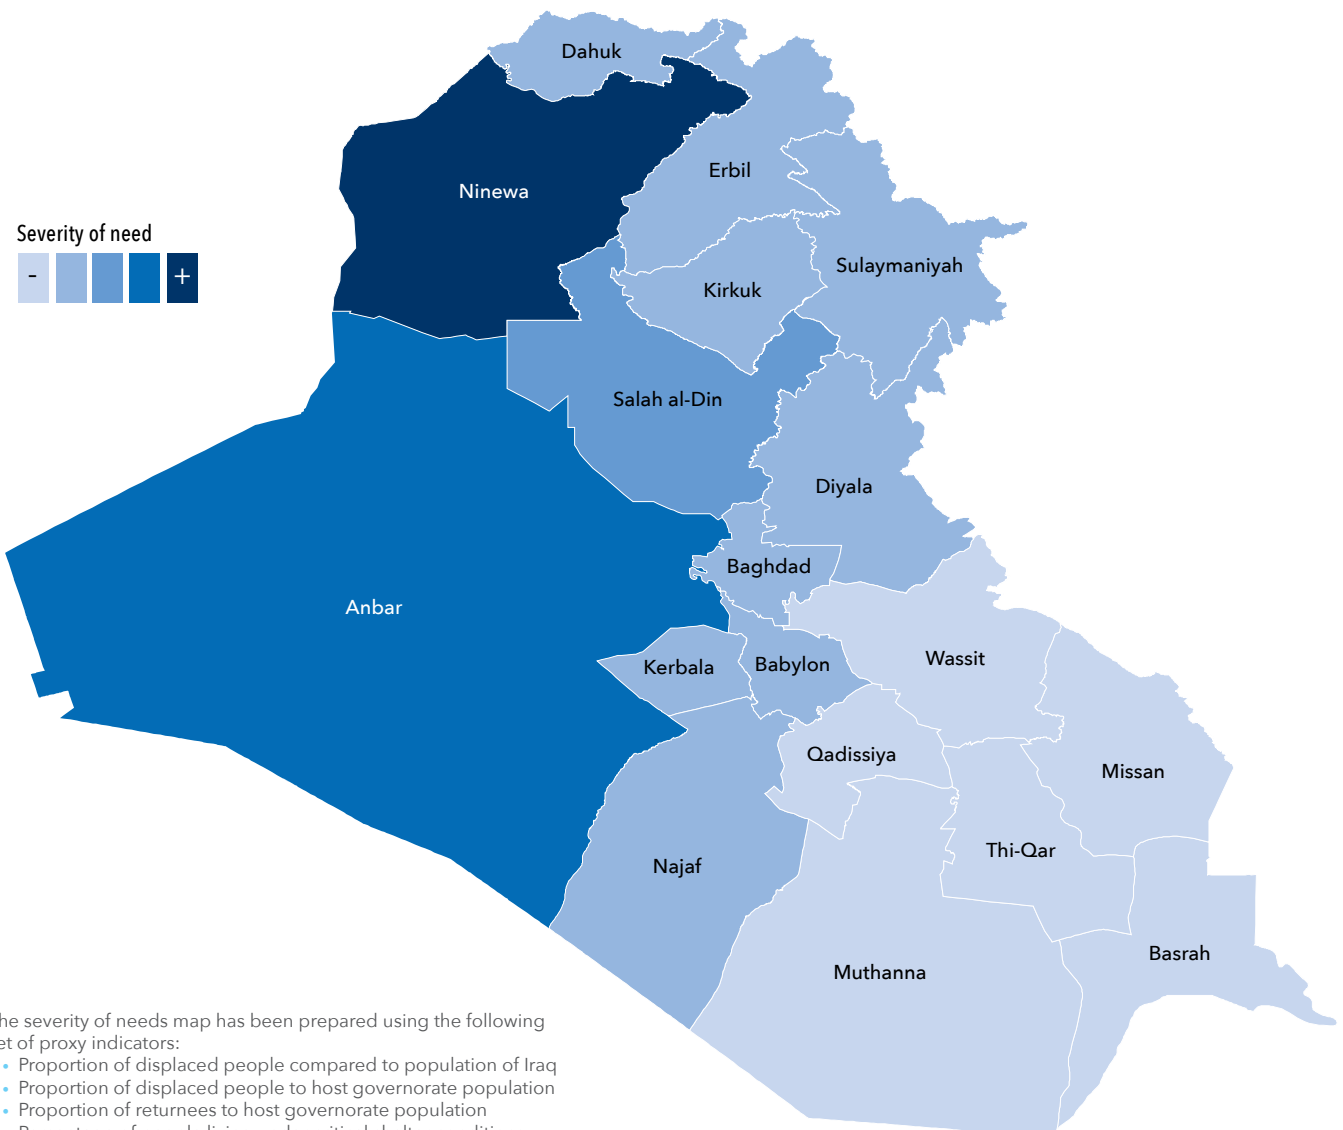 Dahuk
Ninewa
Erbil
Severity of need
- +
Sulaymaniyah
Kirkuk
Salah al-Din
Diyala
Baghdad
Anbar
Kerbala
Babylon
Wassit
Qadissiya
Missan
Thi-Qar
Najaf
Basrah
Muthanna
he severity of needs map has been prepared using the following
et of proxy indicators:
• Proportion of displaced people compared to population of Iraq
• Proportion of displaced people to host governorate population
• Proportion of returnees to host governorate population